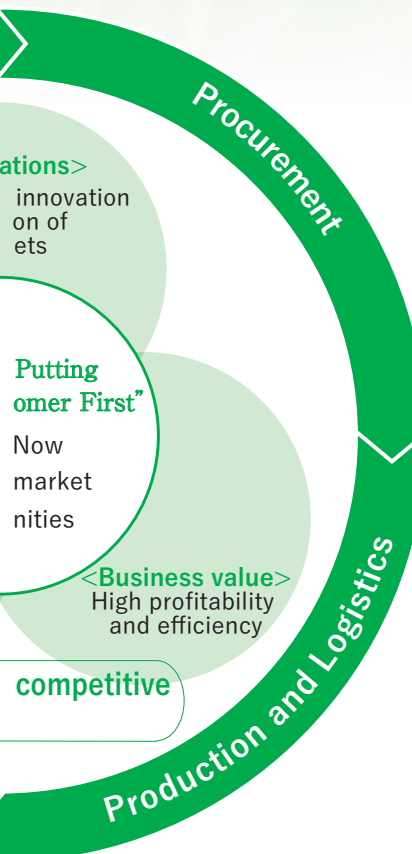 Procurement
ations>
innovation
on of
ets
Putting
omer First”
Now
market
nities
<Business value>
High profitability
and efficiency
competitive
Production and Logistics